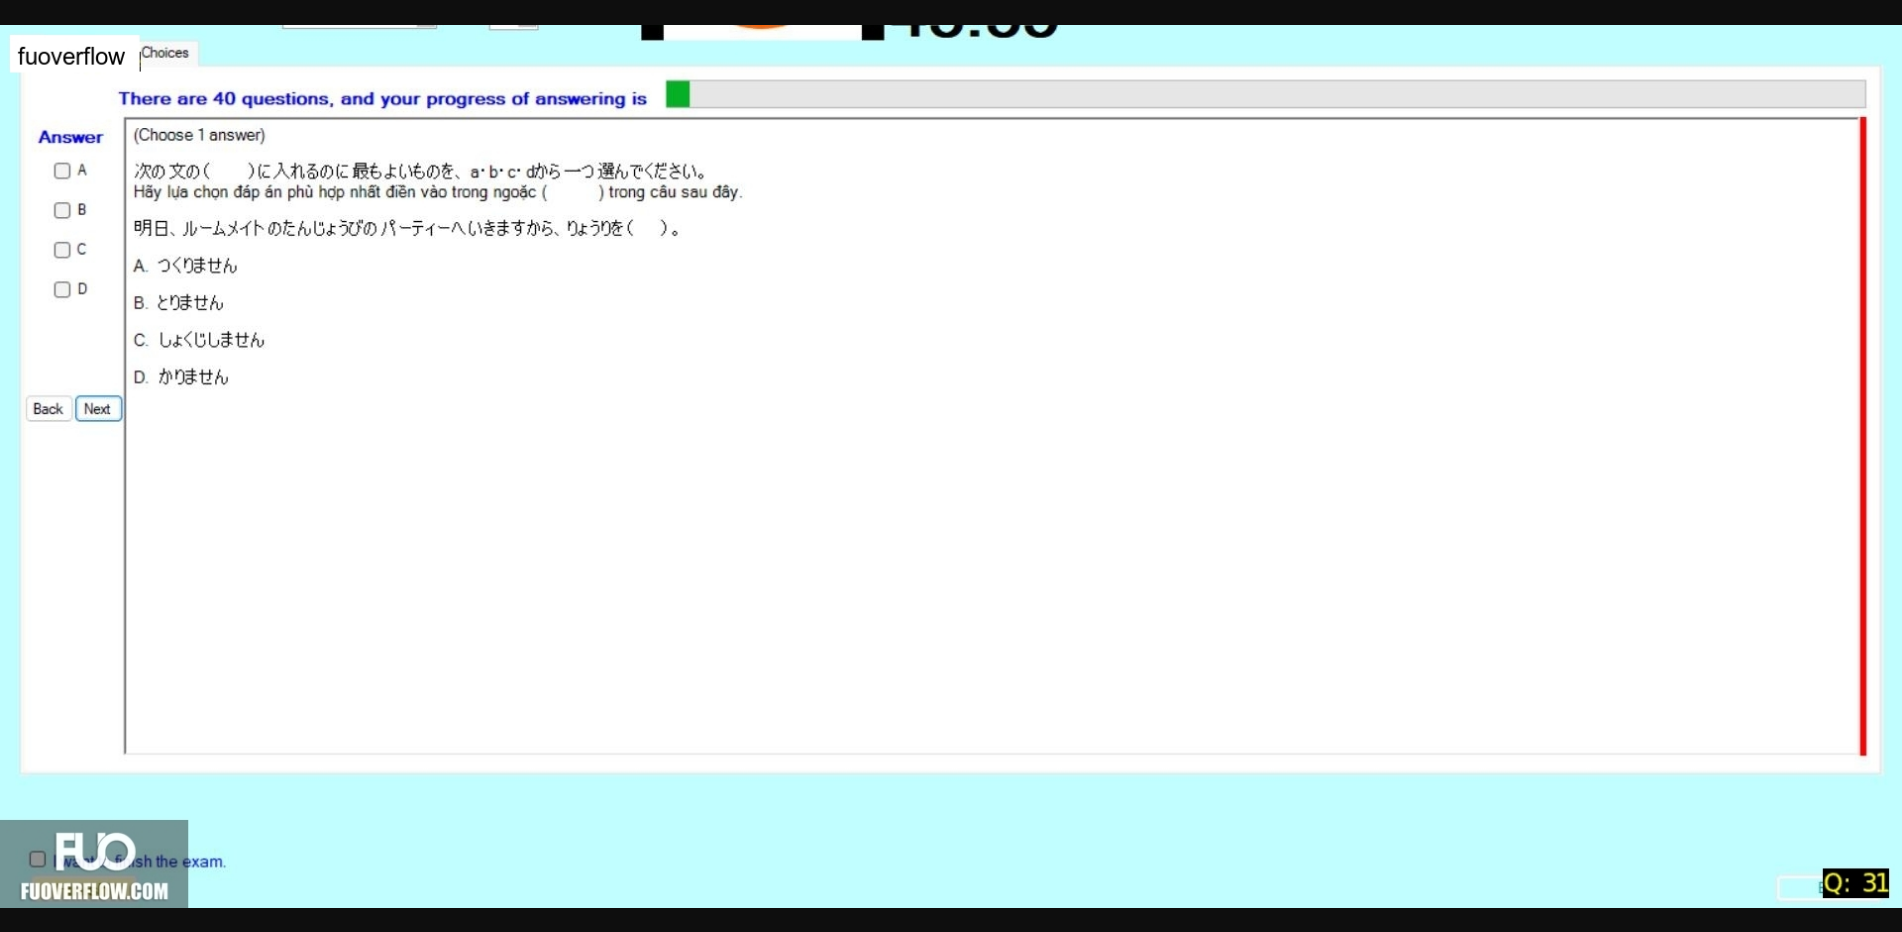 fuoverflow
Choices
There are 40 questions, and your progress of answering is
Answer
(Choose 1 answer)
A
次の文の(　　)に入れるのに最もよいものを、a・b・c・dから一つ選んでください。
Hãy lựa chọn đáp án phù hợp nhất điền vào trong ngoặc (　　) trong câu sau đây.
B
明日、ルームメイトのたんじょうびのパーティーへいきますから、りょうりを(　)。
C
A. つくりません
D
B. とりません
C. しょくじしません
D. かりません
Back Next
FUO
finish the exam.
FUOVERFLOW.COM
Q: 31